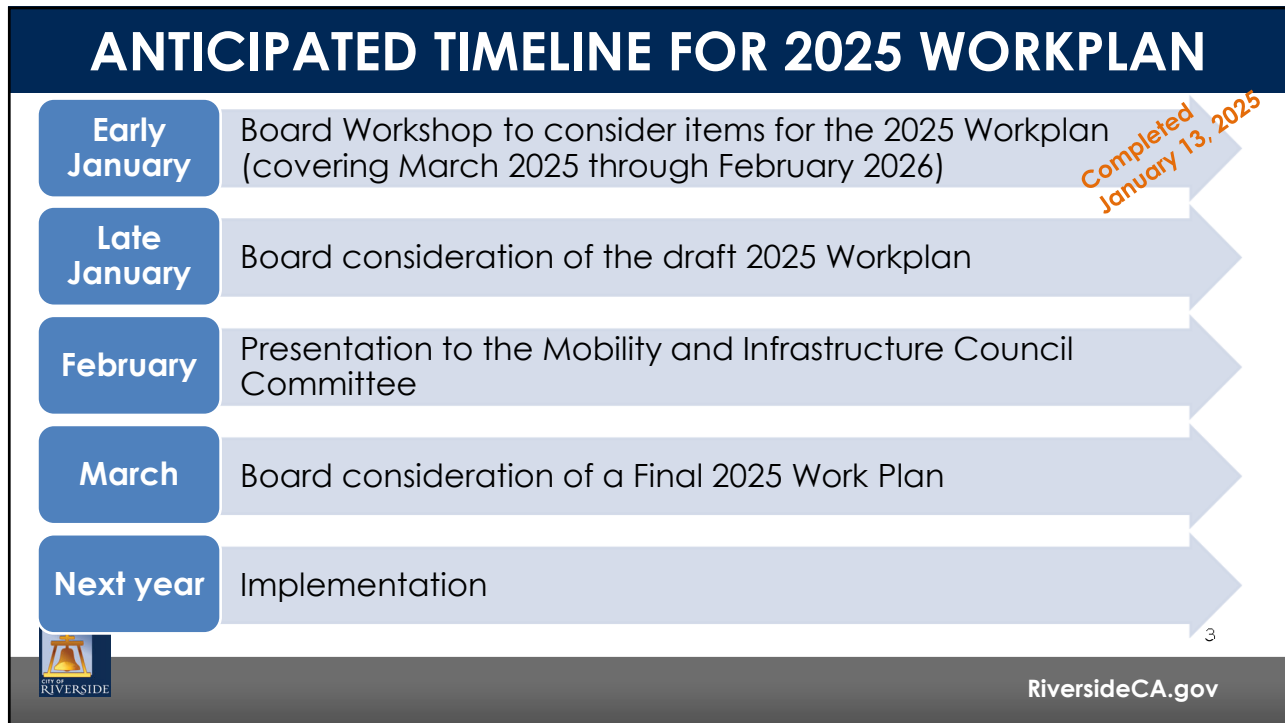 ANTICIPATED TIMELINE FOR 2025 WORKPLAN
Early
January
Board Workshop to consider items for the 2025 Workplan
(covering March 2025 through February 2026)
Completed
January 13, 2025
Late
January
Board consideration of the draft 2025 Workplan
February
Presentation to the Mobility and Infrastructure Council
Committee
March
Board consideration of a Final 2025 Work Plan
Next year
Implementation
3
CITY OF
RIVERSIDE
RiversideCA.gov